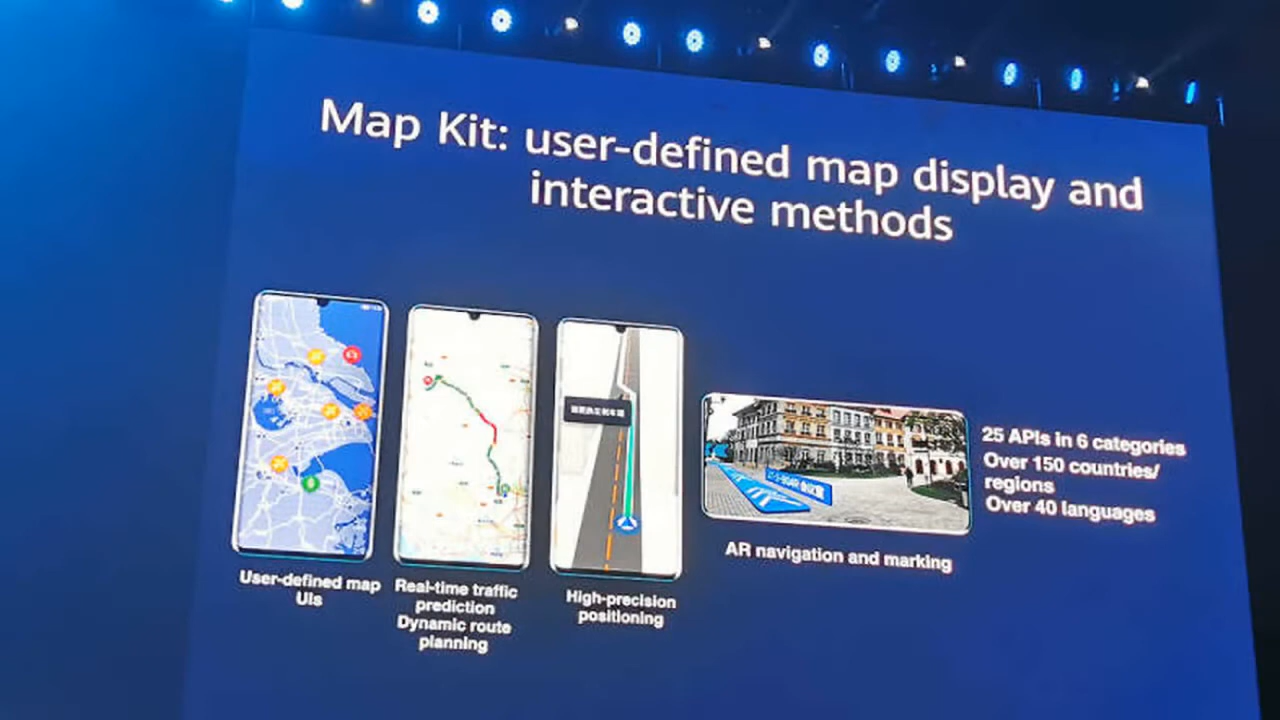 Map Kit: user-defined map display and
interactive methods
User-defined map
UIs
Real-time traffic
prediction
Dynamic route
planning
High-precision
positioning
AR navigation and marking
25 APIs in 6 categories
Over 150 countries/
regions
Over 40 languages